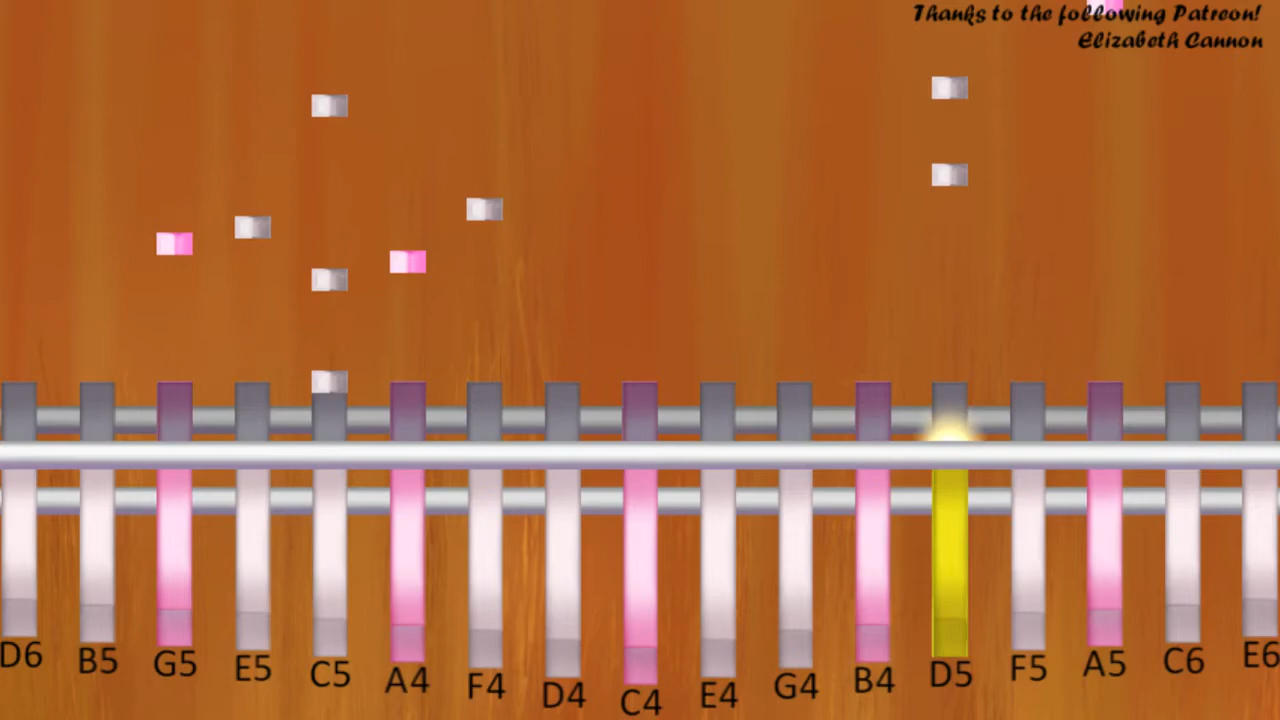 Thanks to the following Patreon!
Elizabeth Cannon
D6 B5 G5 E5 C5 A4 F4 D4 C4 E4 G4 B4 D5 F5 A5 C6 E6